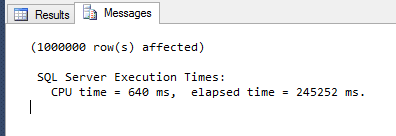 Results Messages
(1000000 row(s) affected)
SQL Server Execution Times:
CPU time = 640 ms, elapsed time = 245252 ms.